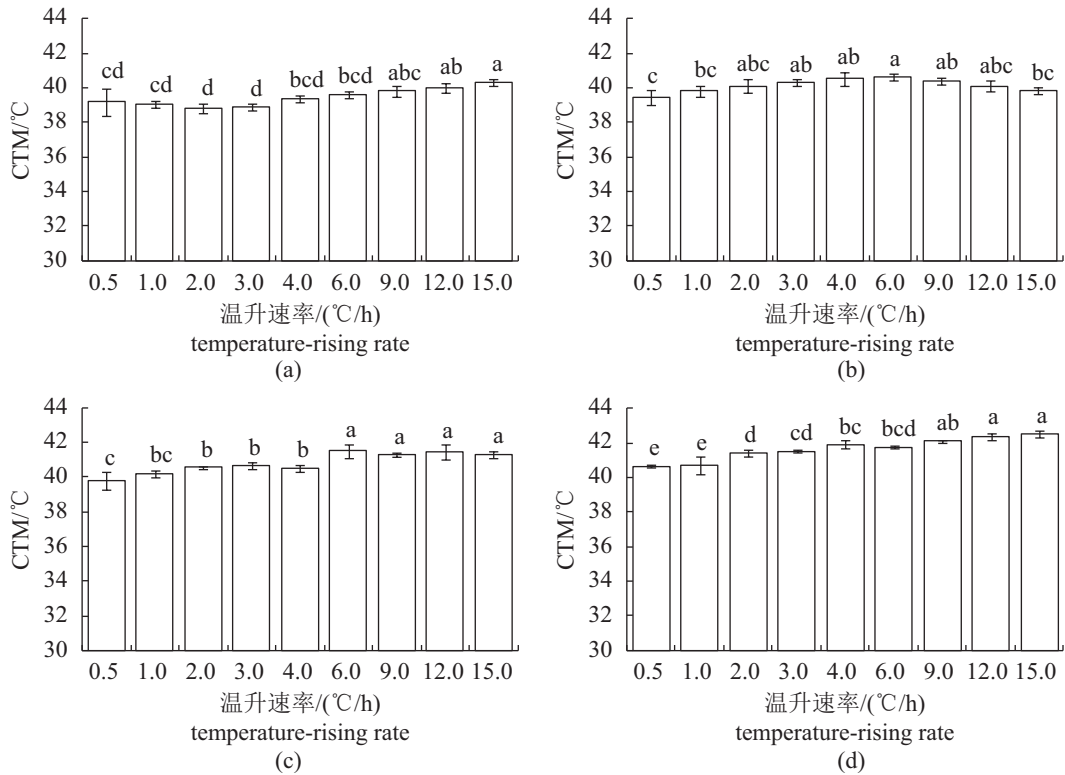 44
42
40
38
36
34
32
30
CTM/℃
cd cd d d bcd bcd abc ab a
0.5 1.0 2.0 3.0 4.0 6.0 9.0 12.0 15.0
温升速率/(℃/h)
temperature-rising rate
(a)
44
42
40
38
36
34
32
30
CTM/℃
c bc abc ab ab a ab abc bc
0.5 1.0 2.0 3.0 4.0 6.0 9.0 12.0 15.0
温升速率/(℃/h)
temperature-rising rate
(b)
44
42
40
38
36
34
32
30
CTM/℃
c bc b b b a a a a
0.5 1.0 2.0 3.0 4.0 6.0 9.0 12.0 15.0
温升速率/(℃/h)
temperature-rising rate
(c)
44
42
40
38
36
34
32
30
CTM/℃
e e d cd bc bcd ab a a
0.5 1.0 2.0 3.0 4.0 6.0 9.0 12.0 15.0
温升速率/(℃/h)
temperature-rising rate
(d)